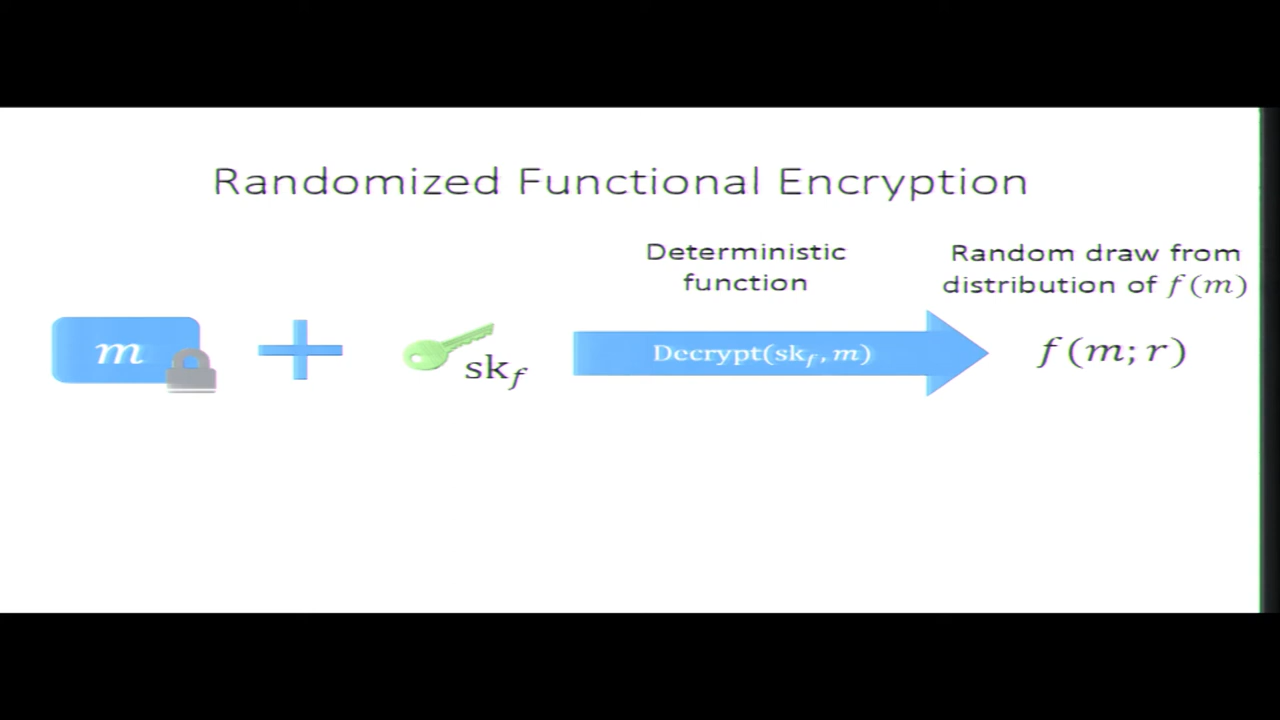 Randomized Functional Encryption
Deterministic
function
Random draw from
distribution of f(m)
m
sk_f
Decrypt(sk_f, m)
f(m; r)